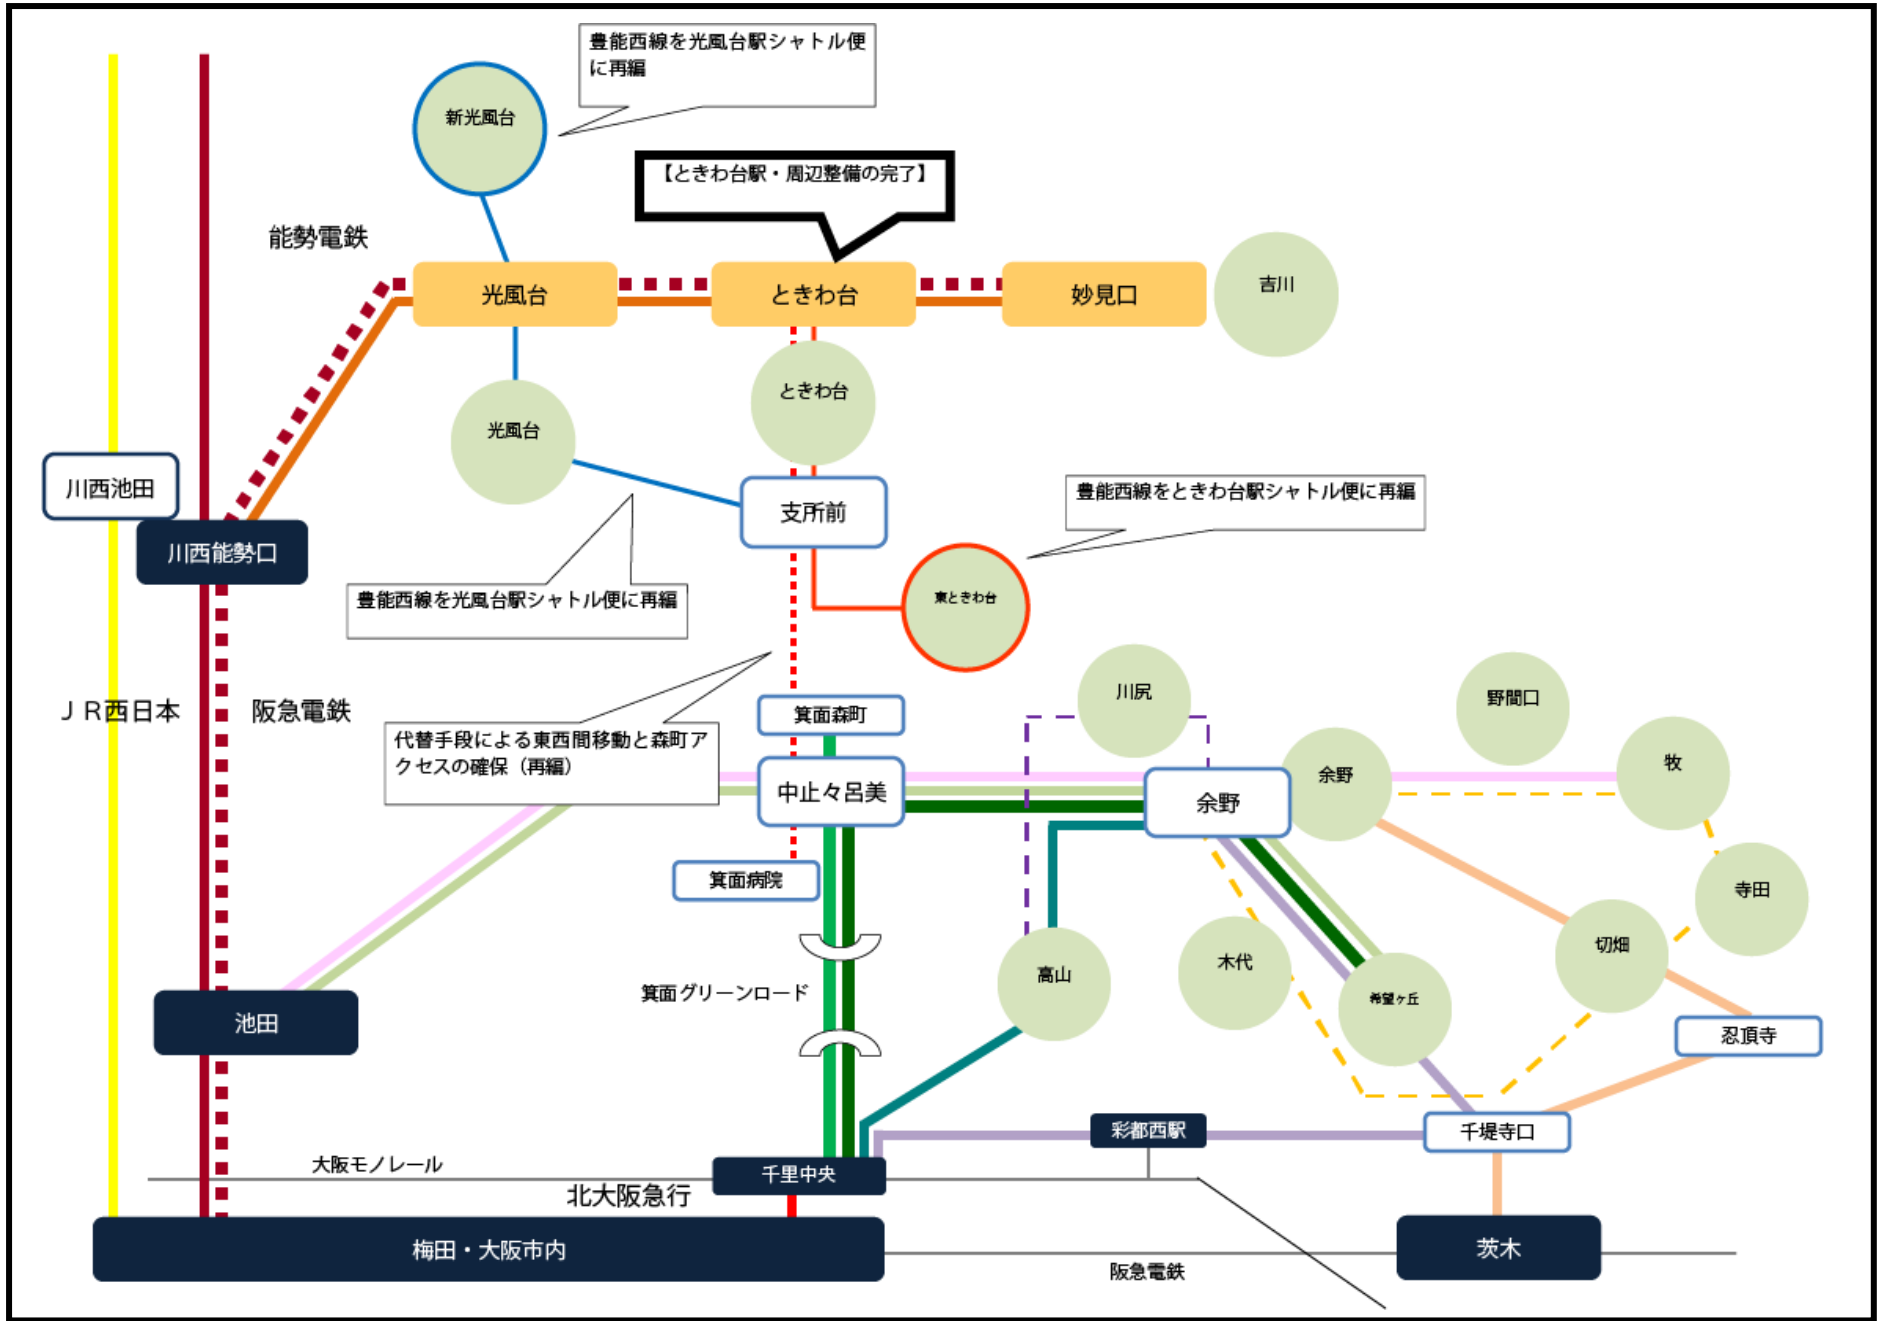 豊能西線を光風台駅シャトル便
に再編
新光風台
【ときわ台駅・周辺整備の完了】
能勢電鉄
光風台
ときわ台
妙見口
吉川
ときわ台
光風台
川西池田
支所前
豊能西線をときわ台駅シャトル便に再編
川西能勢口
豊能西線を光風台駅シャトル便に再編
東ときわ台
ＪＲ西日本
阪急電鉄
箕面森町
川尻
野間口
代替手段による東西間移動と森町ア
クセスの確保（再編）
中止々呂美
余野
余野
牧
箕面病院
寺田
切畑
木代
高山
希望ヶ丘
箕面グリーンロード
池田
忍頂寺
彩都西駅
千堤寺口
大阪モノレール
千里中央
北大阪急行
梅田・大阪市内
茨木
阪急電鉄